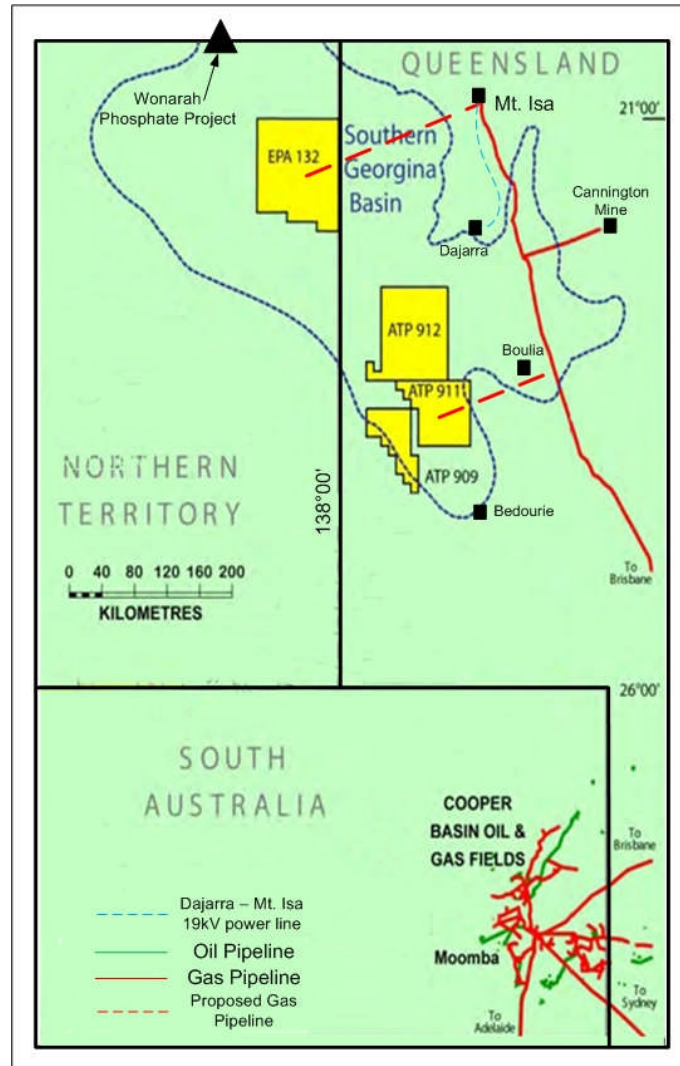 QUEENSLAND
Wonarah
Phosphate Project
Mt. Isa
21°00'
EPA 132
Southern
Georgina
Basin
Cannington
Mine
Dajarra
ATP 912
Boulia
ATP 911
NORTHERN
TERRITORY
138°00'
ATP 909
Bedourie
0 40 80 120 160 200
KILOMETRES
To
Brisbane
26°00'
SOUTH
AUSTRALIA
COOPER
BASIN OIL &
GAS FIELDS
To
Brisbane
Dajarra – Mt. Isa
19kV power line
Oil Pipeline
Gas Pipeline
Proposed Gas
Pipeline
Moomba
To
Sydney
To
Adelaide